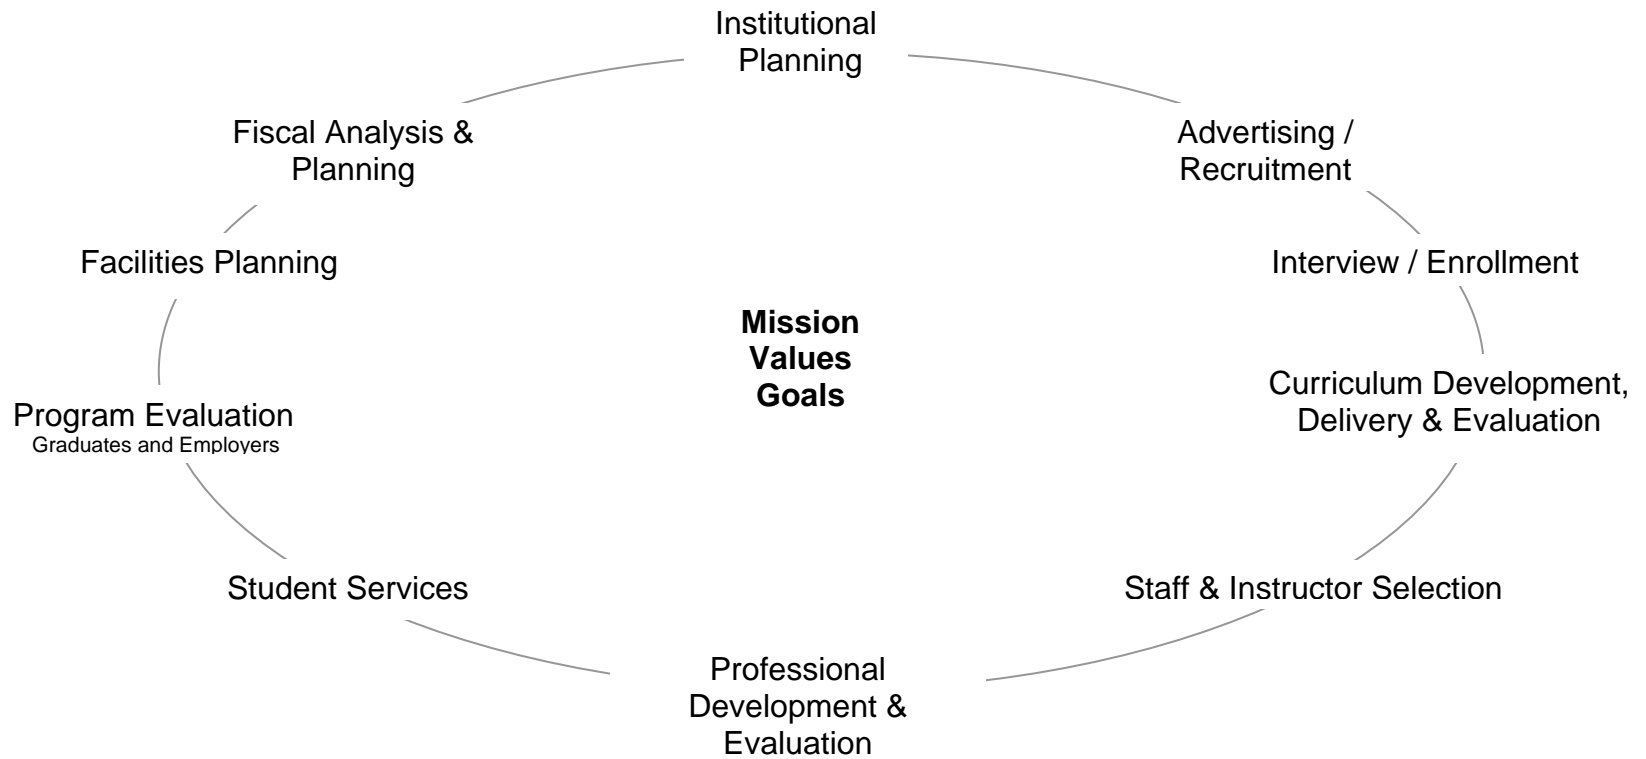 Institutional
Planning
Fiscal Analysis &
Planning
Advertising /
Recruitment
Facilities Planning
Interview / Enrollment
Mission
Values
Goals
Program Evaluation
Graduates and Employers
Curriculum Development,
Delivery & Evaluation
Student Services
Staff & Instructor Selection
Professional
Development &
Evaluation